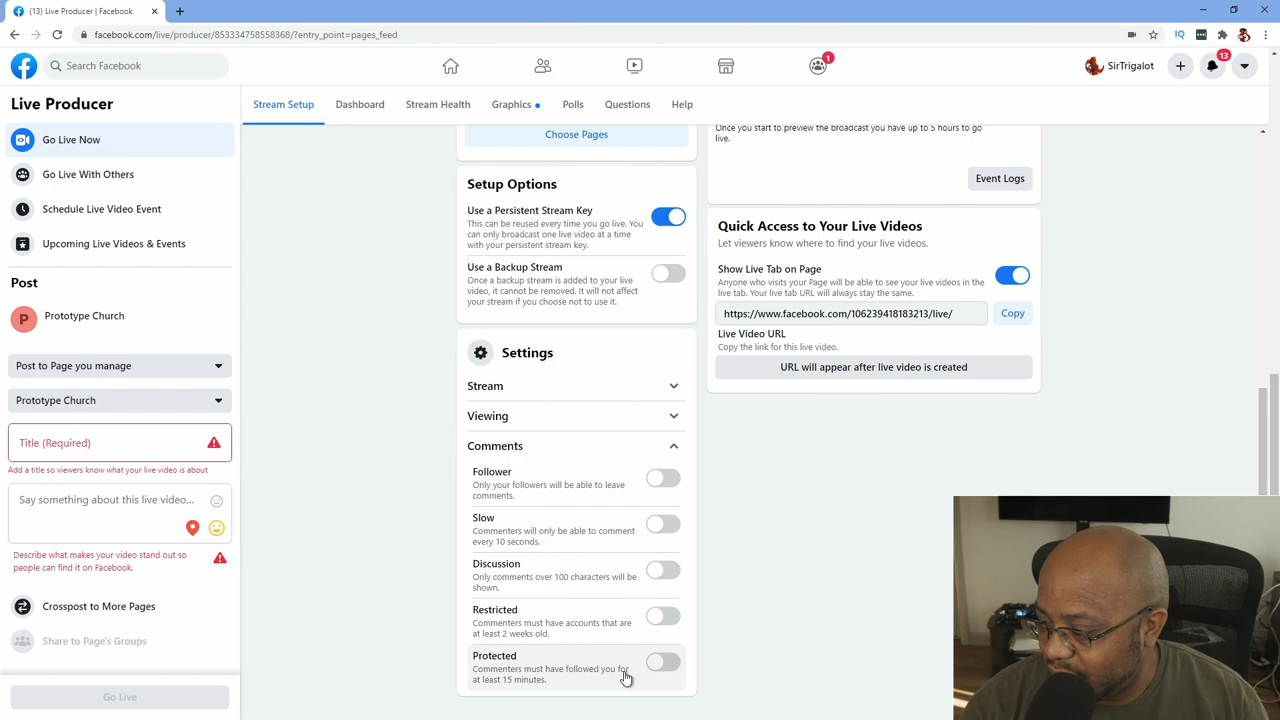 (13) Live Producer | Facebook
facebook.com/live/producer/853334758558368/?entry_point=pages_feed
IQ
Search Facebook
1
SirTrigalot
13
Live Producer
Go Live Now
Go Live With Others
Schedule Live Video Event
Upcoming Live Videos & Events
Post
P
Prototype Church
Post to Page you manage
Prototype Church
Title (Required)
Add a title so viewers know what your live video is about
Say something about this live video...
Describe what makes your video stand out so
people can find it on Facebook.
Crosspost to More Pages
Share to Page's Groups
Go Live
Stream Setup
Dashboard
Stream Health
Graphics
Polls
Questions
Help
Choose Pages
Setup Options
Use a Persistent Stream Key
This can be reused every time you go live. You
can only broadcast one live video at a time
with your persistent stream key.
Use a Backup Stream
Once a backup stream is added to your live
video, it cannot be removed. It will not affect
your stream if you choose not to use it.
Settings
Stream
Viewing
Comments
Follower
Only your followers will be able to leave
comments.
Slow
Commenters will only be able to comment
every 10 seconds.
Discussion
Only comments over 100 characters will be
shown.
Restricted
Commenters must have accounts that are
at least 2 weeks old.
Protected
Commenters must have followed you for
at least 15 minutes.
Once you start to preview the broadcast you have up to 5 hours to go
live.
Event Logs
Quick Access to Your Live Videos
Let viewers know where to find your live videos.
Show Live Tab on Page
Anyone who visits your Page will be able to see your live videos in the
live tab. Your live tab URL will always stay the same.
https://www.facebook.com/106239418183213/live/
Copy
Live Video URL
Copy the link for this live video.
URL will appear after live video is created